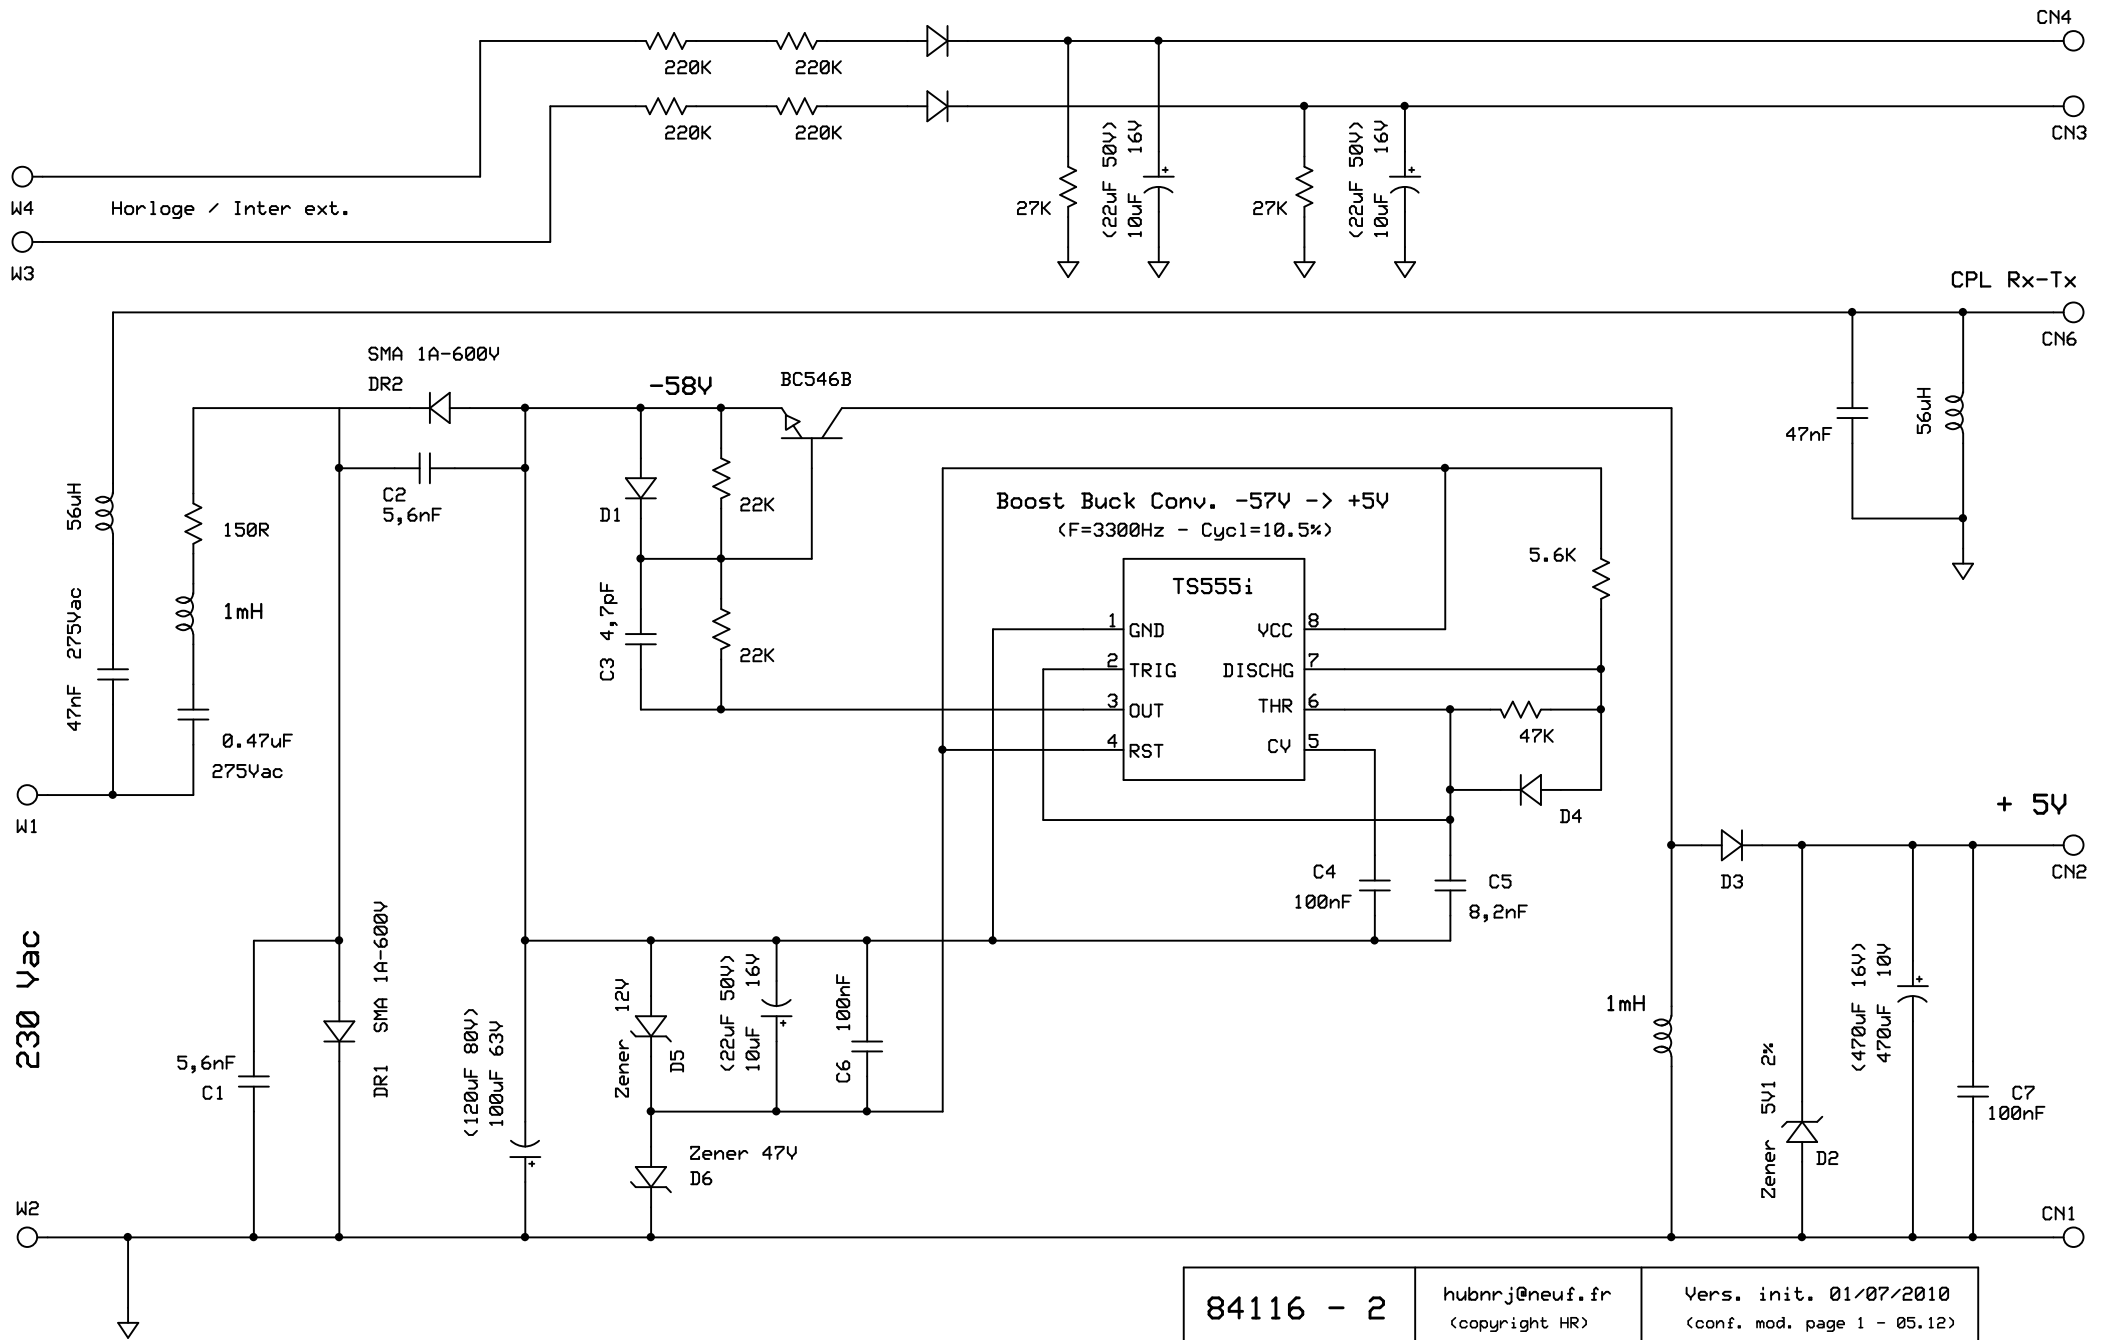 CN4
220K
220K
220K
220K
CN3
(22uF 50V)
10uF 16V
(22uF 50V)
10uF 16V
27K
27K
W4
Horloge / Inter ext.
W3
CPL Rx-Tx
CN6
SMA 1A-600V
DR2
-58V
BC546B
47nF
56uH
56uH
150R
C2
5,6nF
D1
22K
Boost Buck Conv. -57V -> +5V
(F=3300Hz - Cycl=10.5%)
5.6K
TS555i
1 GND
VCC 8
2 TRIG
DISCHG 7
3 OUT
THR 6
4 RST
CV 5
1mH
C3 4,7pF
22K
47nF 275Vac
0.47uF
275Vac
47K
D4
W1
+ 5V
CN2
D3
C4
100nF
C5
8,2nF
230 Vac
5,6nF
C1
DR1 SMA 1A-600V
(120uF 80V)
100uF 63V
Zener 12V
D5
(22uF 50V)
10uF 16V
C6 100nF
Zener 47V
D6
1mH
Zener 5V1 2%
D2
(470uF 16V)
470uF 10V
C7
100nF
W2
CN1
84116 - 2
hubnrj@neuf.fr
(copyright HR)
Vers. init. 01/07/2010
(conf. mod. page 1 - 05.12)